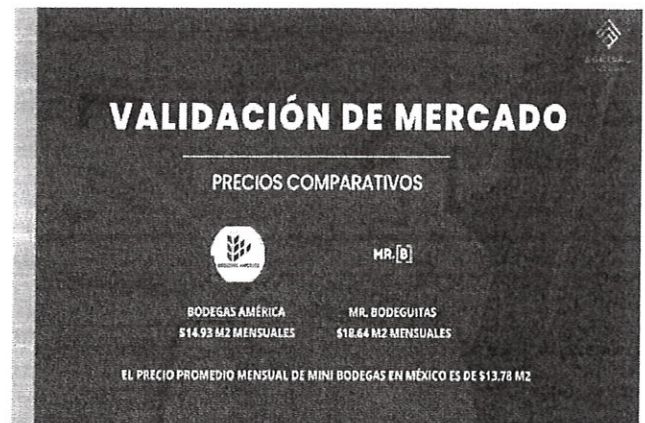 VALIDACIÓN DE MERCADO
PRECIOS COMPARATIVOS
MR.[B]
BODEGAS AMÉRICA
MR. BODEGUITAS
$14.93 M2 MENSUALES
$18.64 M2 MENSUALES
EL PRECIO PROMEDIO MENSUAL DE MINI BODEGAS EN MÉXICO ES DE $13.78 M2